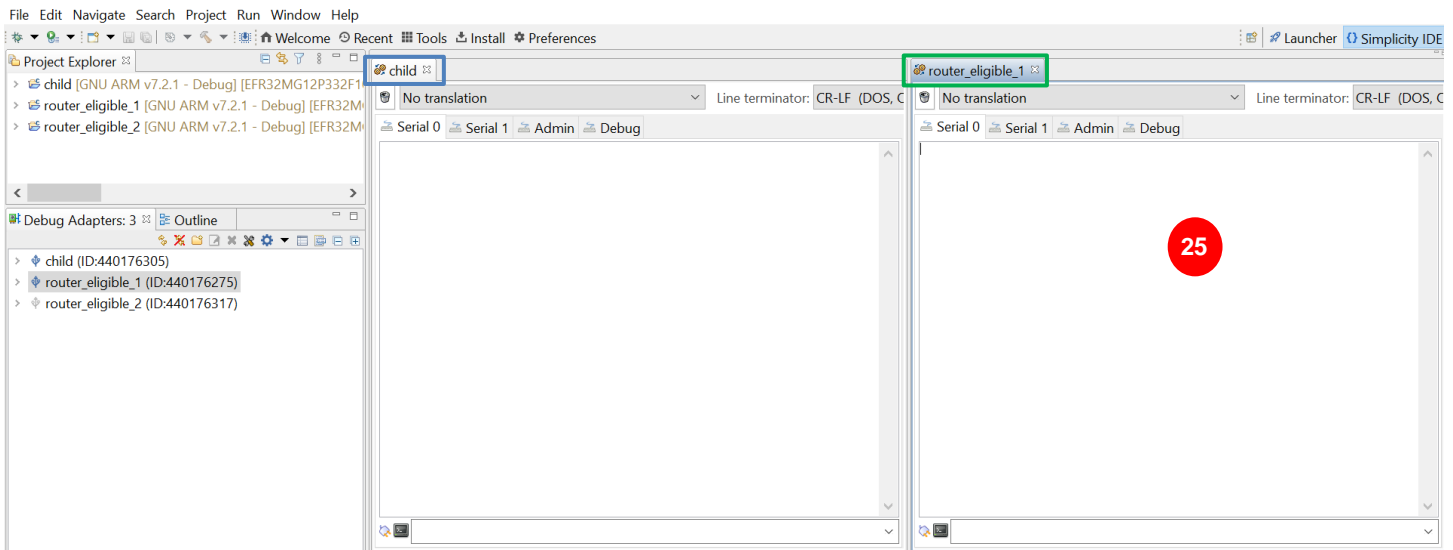 File Edit Navigate Search Project Run Window Help
Welcome Recent Tools Install Preferences Launcher Simplicity IDE
Project Explorer
child [GNU ARM v7.2.1 - Debug] [EFR32MG12P332F1
router_eligible_1 [GNU ARM v7.2.1 - Debug] [EFR32M
router_eligible_2 [GNU ARM v7.2.1 - Debug] [EFR32M
Debug Adapters: 3 Outline
child (ID:440176305)
router_eligible_1 (ID:440176275)
router_eligible_2 (ID:440176317)
child
No translation Line terminator: CR-LF (DOS, C
Serial 0 Serial 1 Admin Debug
router_eligible_1
No translation Line terminator: CR-LF (DOS, C
Serial 0 Serial 1 Admin Debug
25